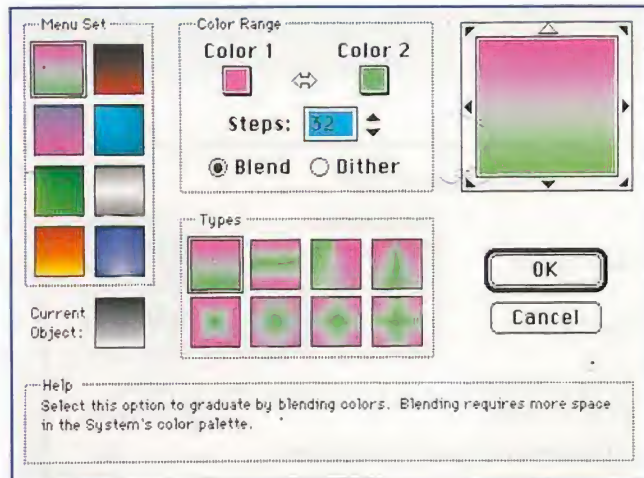 Menu Set
Color Range
Color 1
Color 2
Steps: 32
Blend
Dither
Types
OK
Cancel
Current
Object:
Help
Select this option to graduate by blending colors. Blending requires more space
in the System's color palette.